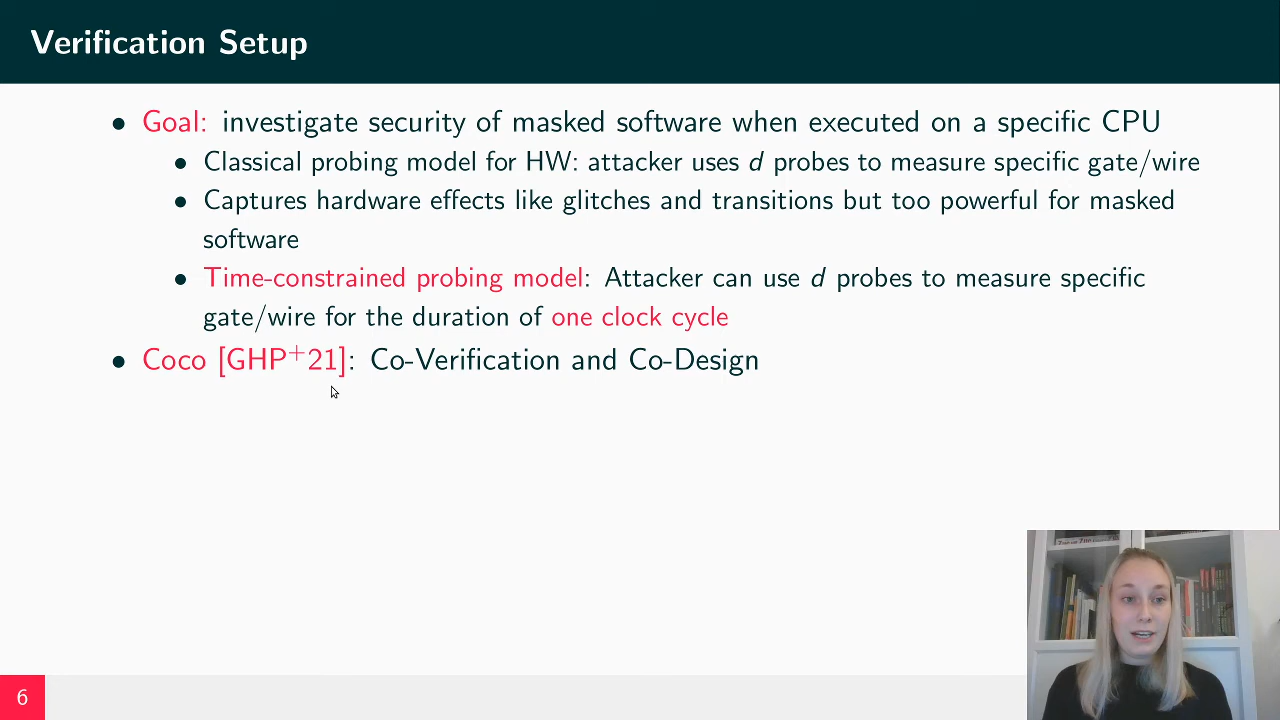 Verification Setup
• Goal: investigate security of masked software when executed on a specific CPU
• Classical probing model for HW: attacker uses d probes to measure specific gate/wire
• Captures hardware effects like glitches and transitions but too powerful for masked
software
• Time-constrained probing model: Attacker can use d probes to measure specific
gate/wire for the duration of one clock cycle
• Coco [GHP+21]: Co-Verification and Co-Design
6